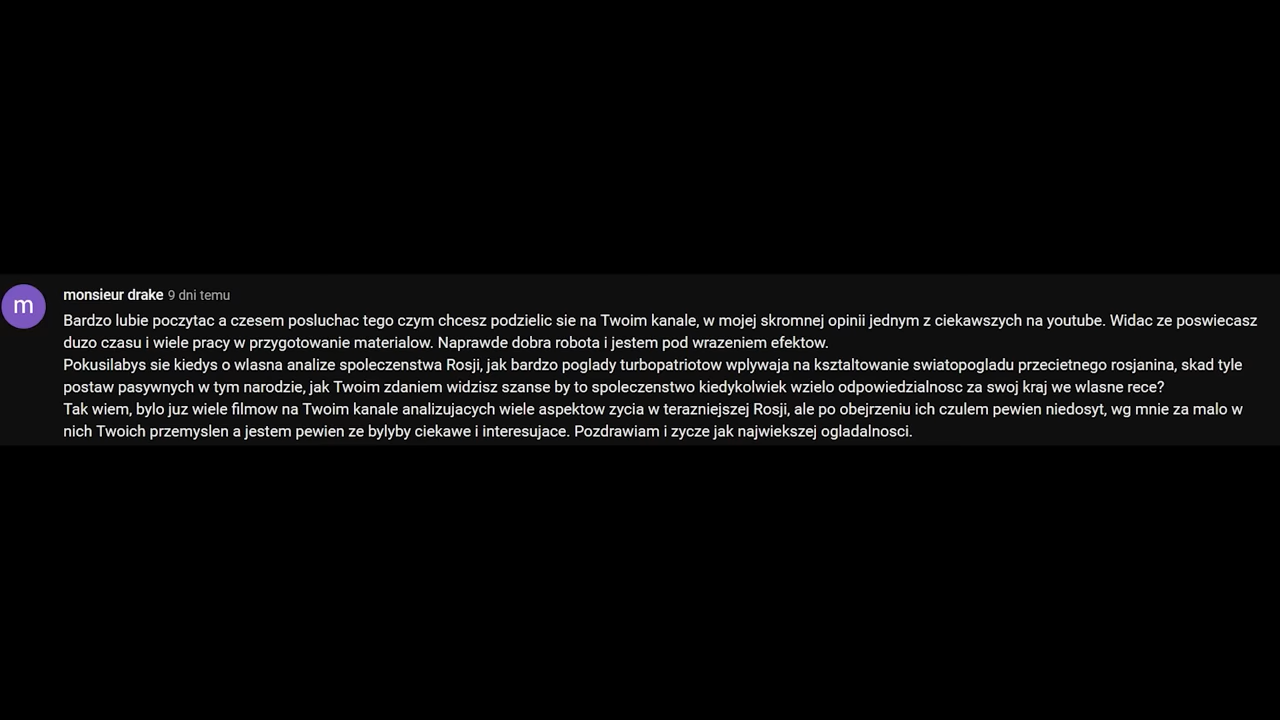 m
monsieur drake 9 dni temu
Bardzo lubie poczytac a czesem posluchac tego czym chcesz podzielic sie na Twoim kanale, w mojej skromnej opinii jednym z ciekawszych na youtube. Widac ze poswiecasz
duzo czasu i wiele pracy w przygotowanie materialow. Naprawde dobra robota i jestem pod wrazeniem efektow.
Pokusilabys sie kiedys o wlasna analize spoleczenstwa Rosji, jak bardzo poglady turbopatriotow wplywaja na ksztaltowanie swiatopogladu przecietnego rosjanina, skad tyle
postaw pasywnych w tym narodzie, jak Twoim zdaniem widzisz szanse by to spoleczenstwo kiedykolwiek wzielo odpowiedzialnosc za swoj kraj we wlasne rece?
Tak wiem, bylo juz wiele filmow na Twoim kanale analizujacych wiele aspektow zycia w terazniejszej Rosji, ale po obejrzeniu ich czulem pewien niedosyt, wg mnie za malo w
nich Twoich przemyslen a jestem pewien ze bylyby ciekawe i interesujace. Pozdrawiam i zycze jak najwiekszej ogladalnosci.